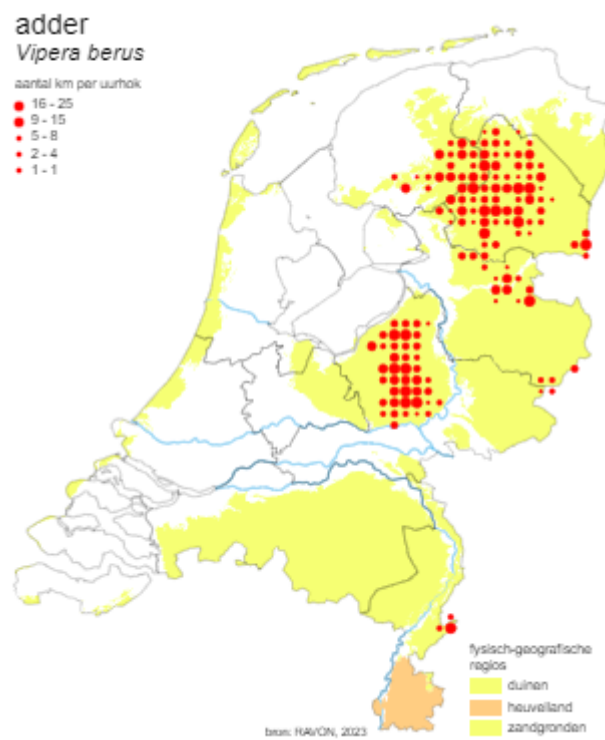 adder
Vipera berus
aantal km per uurhok
16 - 25
9 - 15
5 - 8
2 - 4
1 - 1
fysisch-geografische
regios
duinen
heuvelland
zandgronden
bron: RAVON, 2023